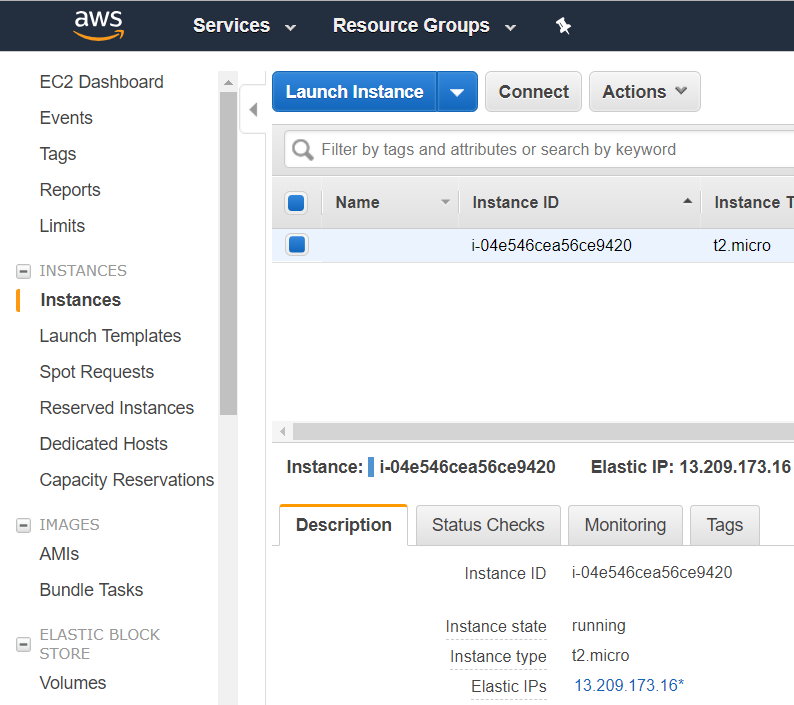 aws Services Resource Groups
EC2 Dashboard
Events
Tags
Reports
Limits
INSTANCES
Instances
Launch Templates
Spot Requests
Reserved Instances
Dedicated Hosts
Capacity Reservations
IMAGES
AMIs
Bundle Tasks
ELASTIC BLOCK
STORE
Volumes
Launch Instance Connect Actions
Filter by tags and attributes or search by keyword
Name Instance ID Instance T
i-04e546cea56ce9420 t2.micro
Instance: i-04e546cea56ce9420 Elastic IP: 13.209.173.16
Description Status Checks Monitoring Tags
Instance ID i-04e546cea56ce9420
Instance state running
Instance type t2.micro
Elastic IPs 13.209.173.16*